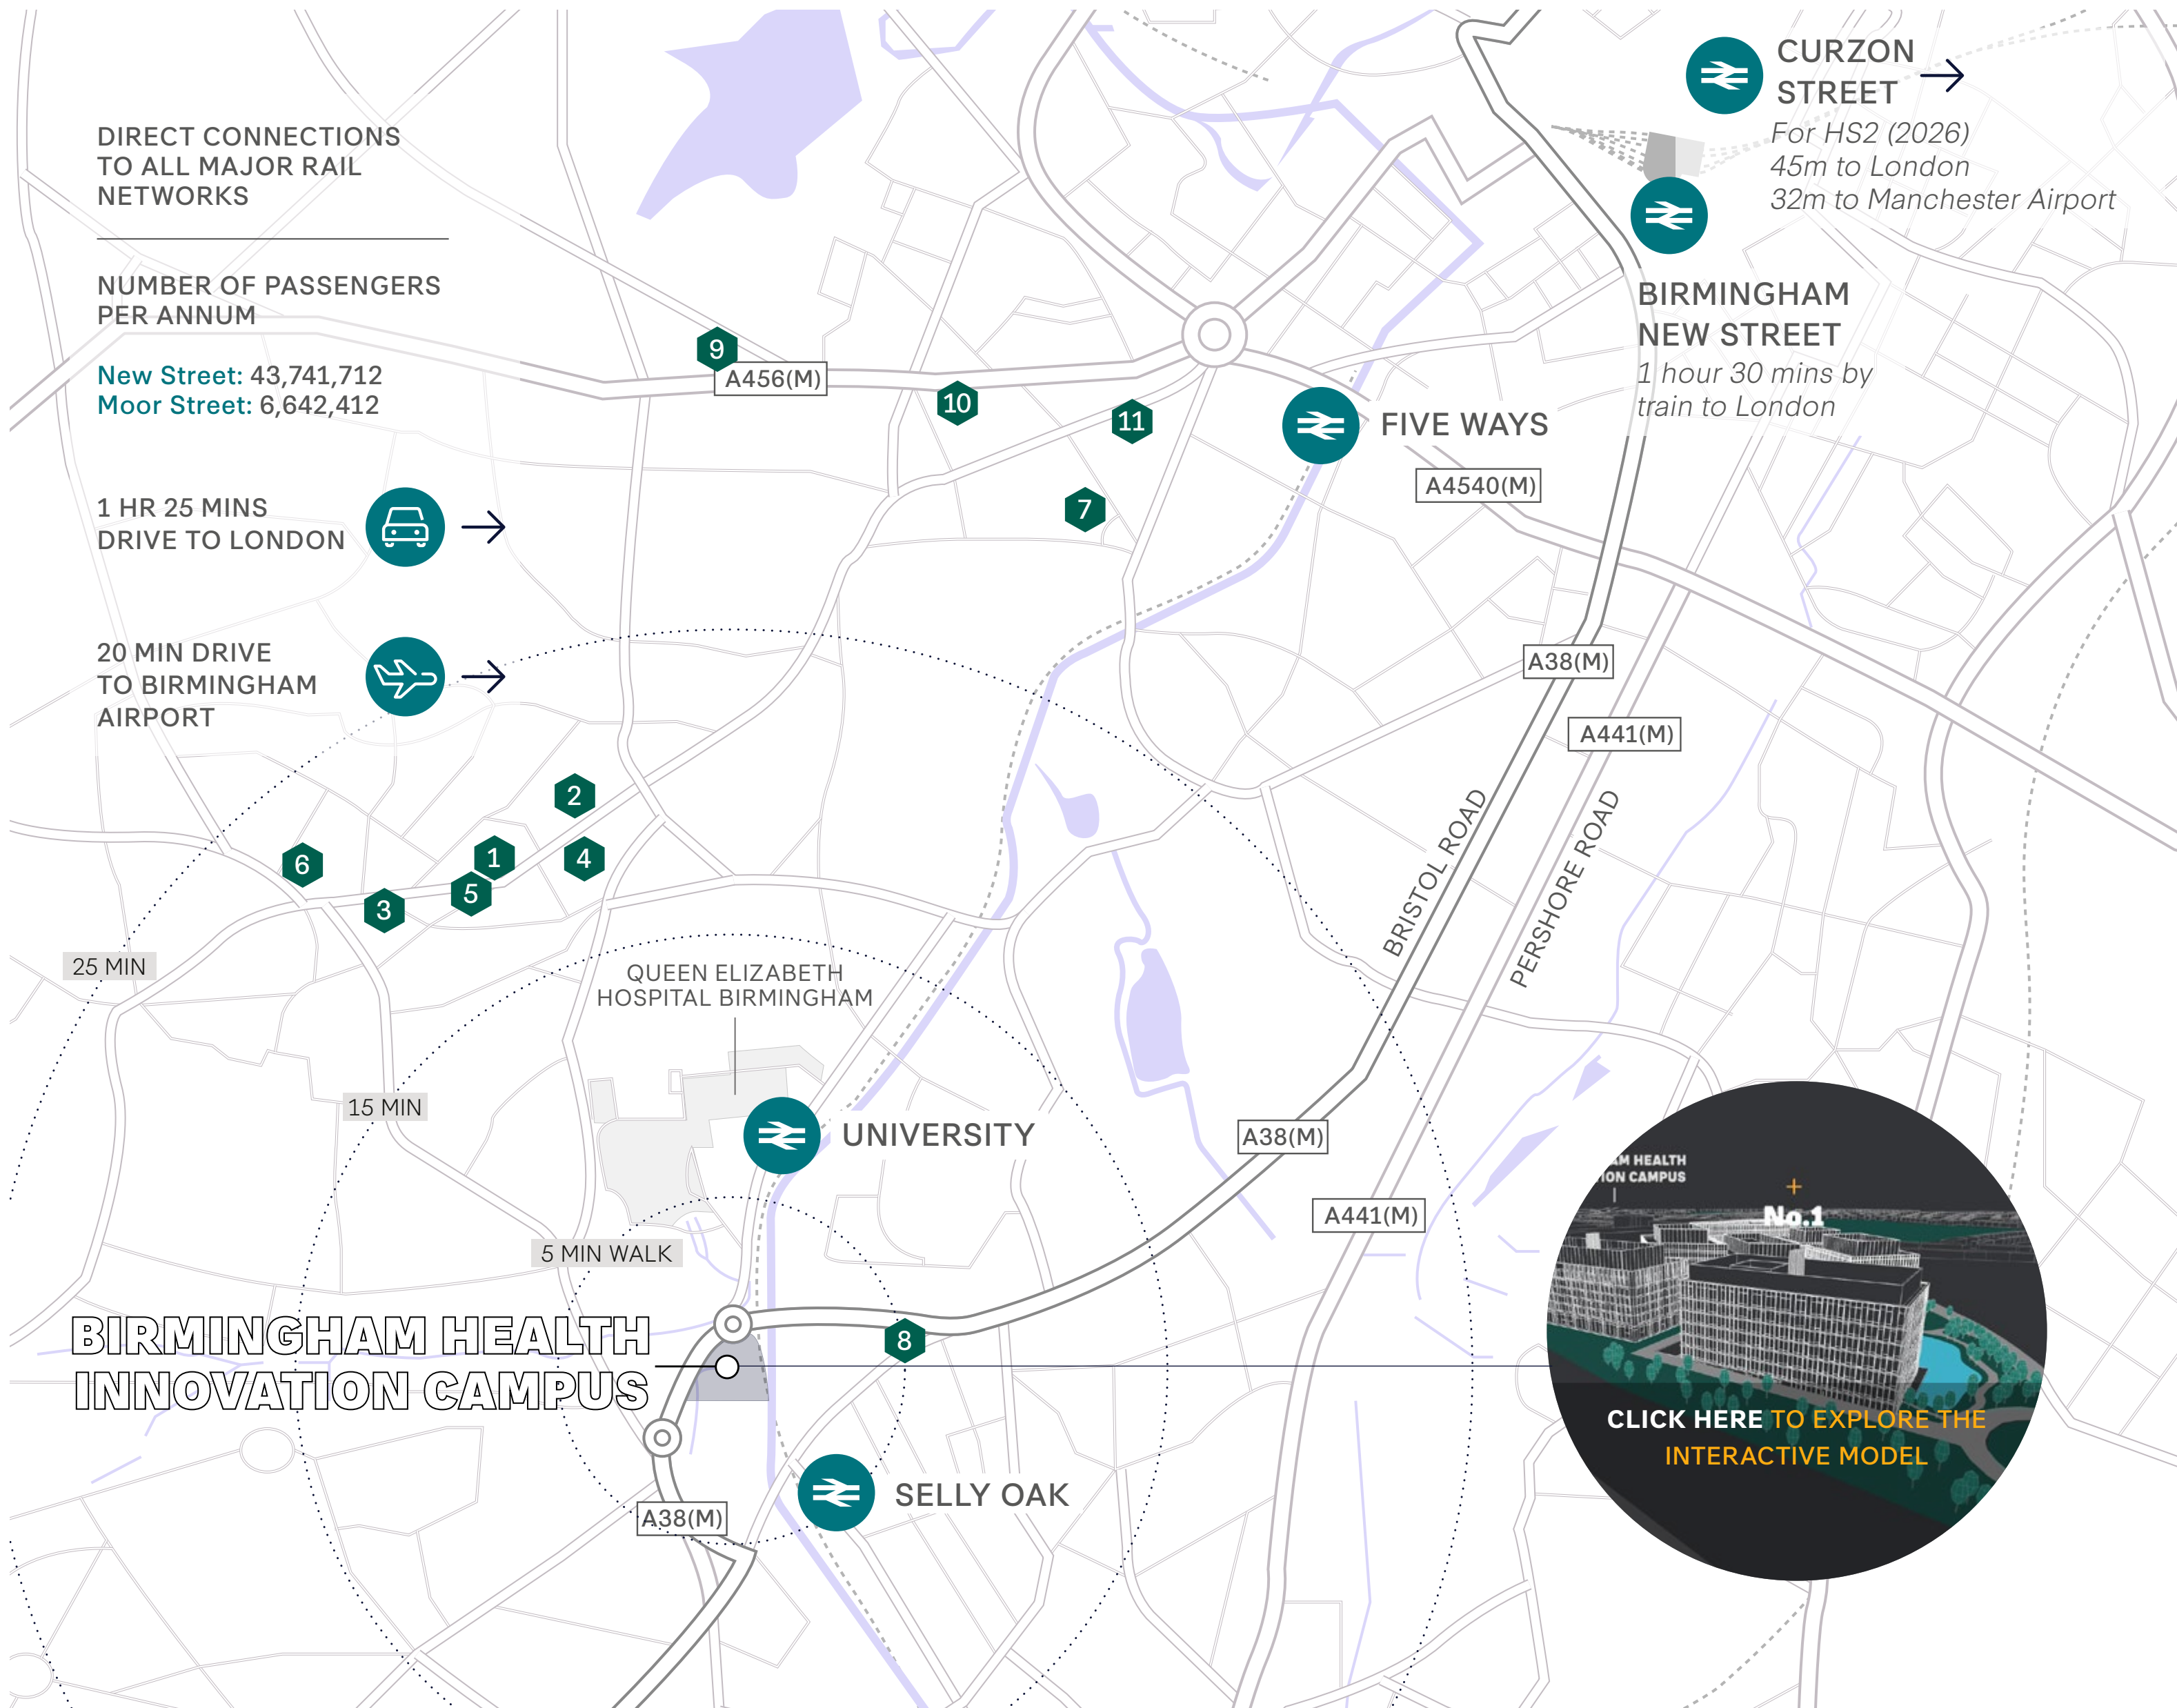 DIRECT CONNECTIONS
TO ALL MAJOR RAIL
NETWORKS
NUMBER OF PASSENGERS
PER ANNUM
New Street: 43,741,712
Moor Street: 6,642,412
1 HR 25 MINS
DRIVE TO LONDON
20 MIN DRIVE
TO BIRMINGHAM
AIRPORT
CURZON
STREET
For HS2 (2026)
45m to London
32m to Manchester Airport
BIRMINGHAM
NEW STREET
1 hour 30 mins by
train to London
9
A456(M)
10
11
7
FIVE WAYS
A4540(M)
A38(M)
A441(M)
BRISTOL ROAD
PERSHORE ROAD
2
1
4
6
5
3
25 MIN
15 MIN
QUEEN ELIZABETH
HOSPITAL BIRMINGHAM
UNIVERSITY
A38(M)
A441(M)
5 MIN WALK
BIRMINGHAM HEALTH
INNOVATION CAMPUS
8
SELLY OAK
A38(M)
AM HEALTH
ION CAMPUS
No.1
CLICK HERE TO EXPLORE THE
INTERACTIVE MODEL